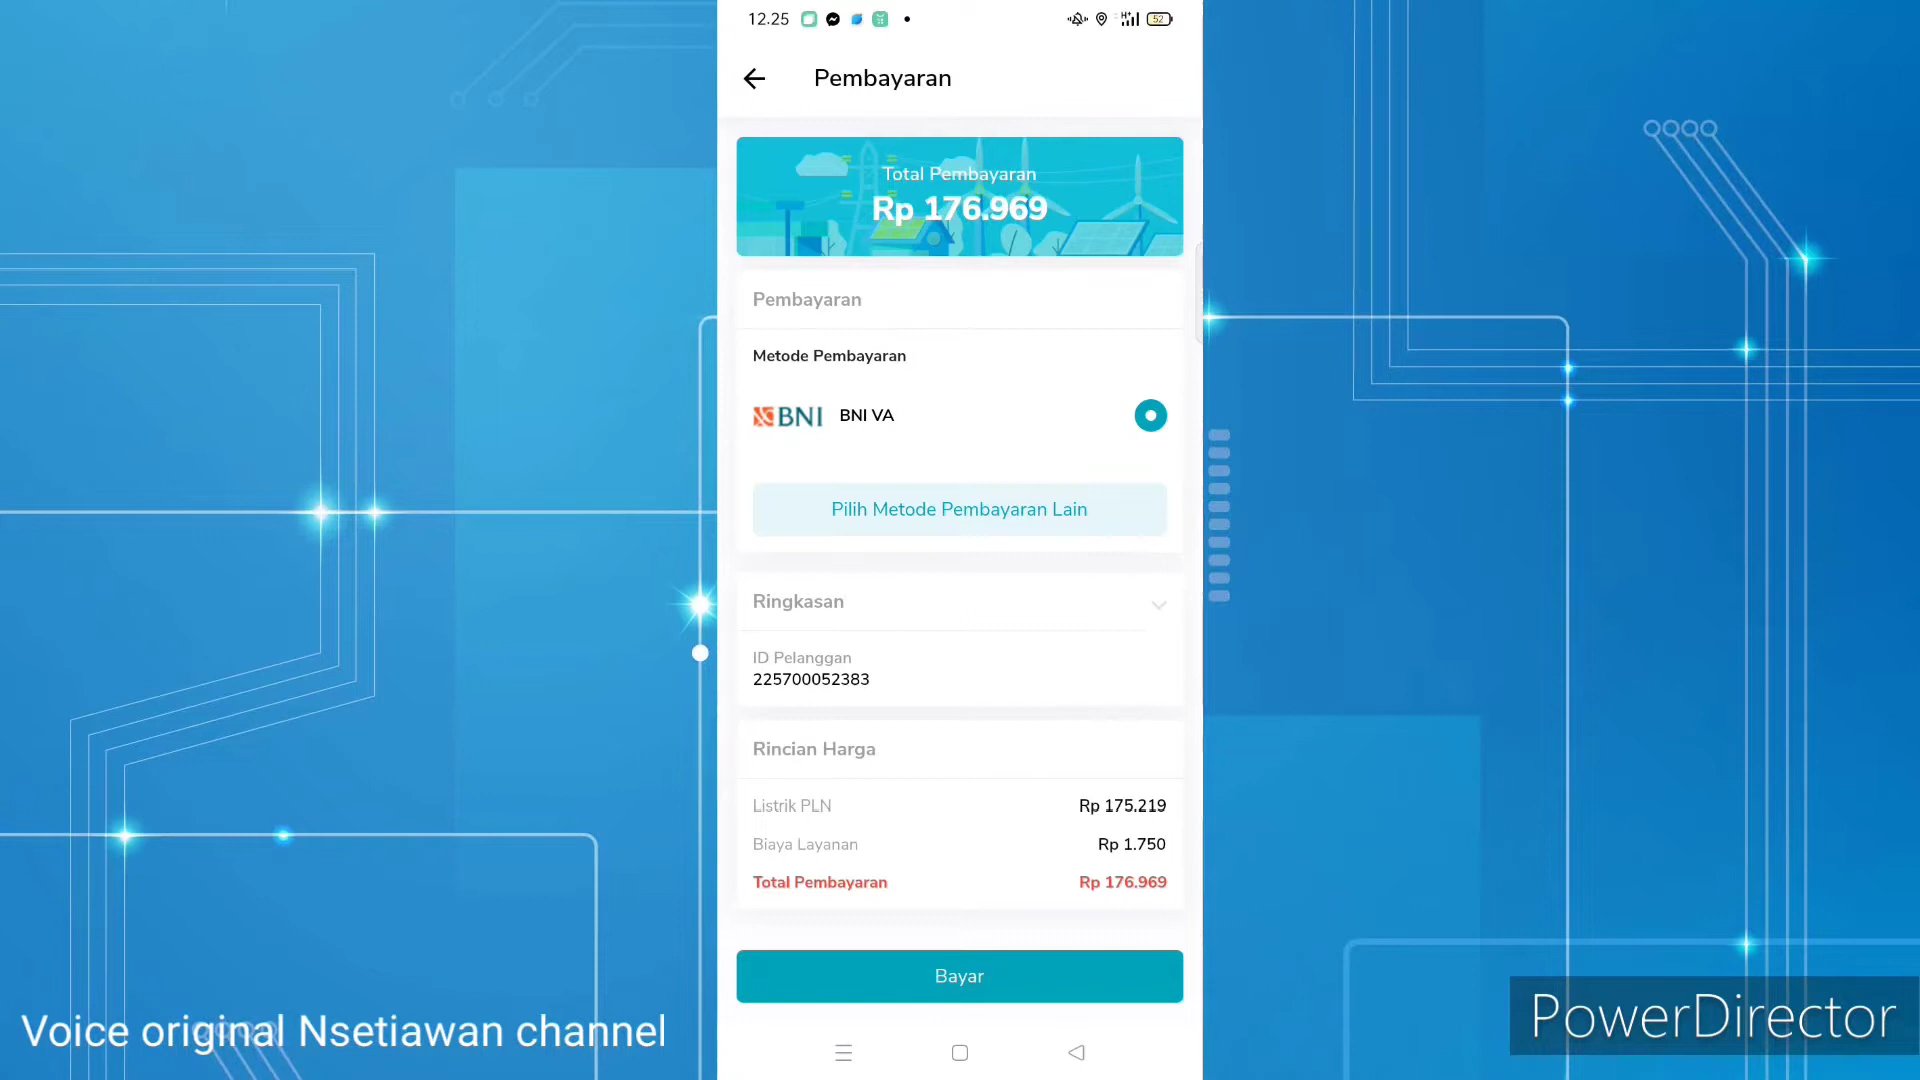 12.25
52
Pembayaran
Total Pembayaran
Rp 176.969
Pembayaran
Metode Pembayaran
BNI BNI VA
Pilih Metode Pembayaran Lain
Ringkasan
ID Pelanggan
225700052383
Rincian Harga
Listrik PLN Rp 175.219
Biaya Layanan Rp 1.750
Total Pembayaran Rp 176.969
Bayar
Voice original Nsetiawan channel
PowerDirector